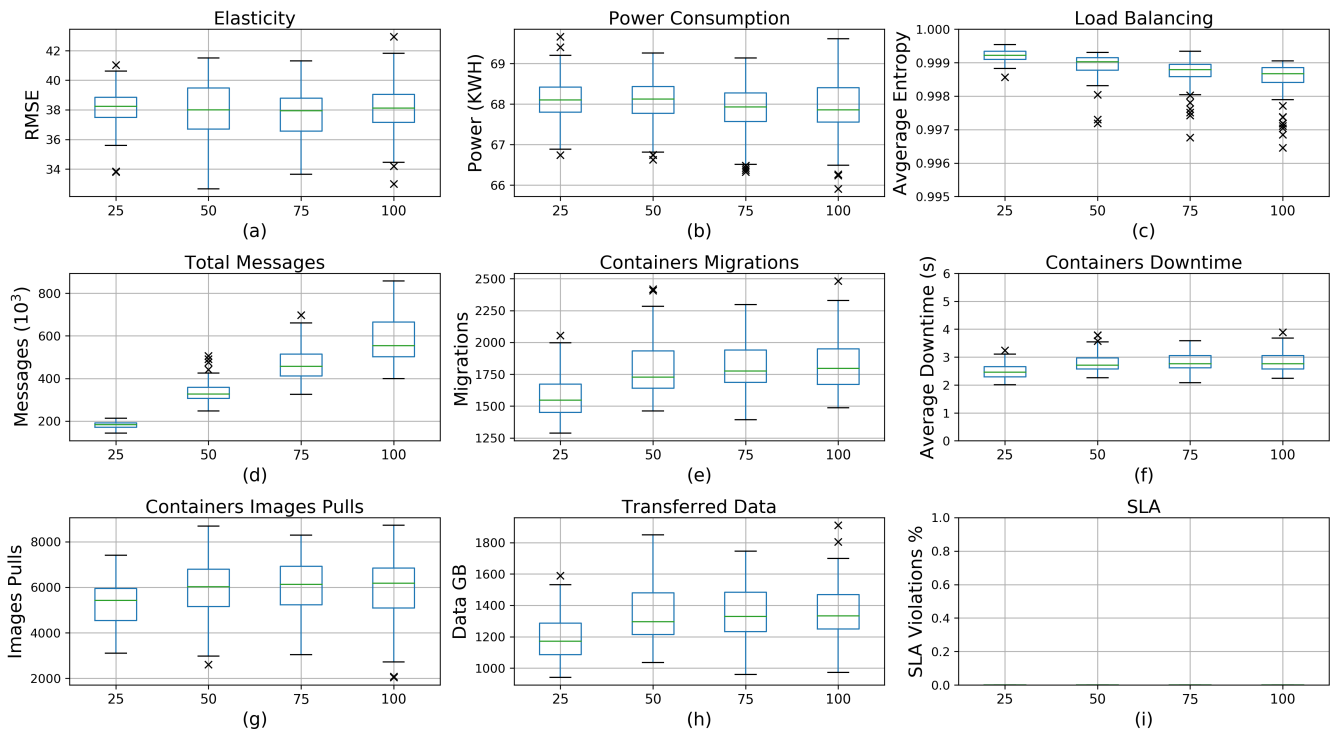 Elasticity
RMSE
42
40
38
36
34
25 50 75 100
(a)
Power Consumption
Power (KWH)
69
68
67
66
25 50 75 100
(b)
Load Balancing
Avgerage Entropy
1.000
0.999
0.998
0.997
0.996
0.995
25 50 75 100
(c)
Total Messages
Messages (10³)
800
600
400
200
25 50 75 100
(d)
Containers Migrations
Migrations
2500
2250
2000
1750
1500
1250
25 50 75 100
(e)
Containers Downtime
Average Downtime (s)
6
5
4
3
2
1
0
25 50 75 100
(f)
Containers Images Pulls
Images Pulls
8000
6000
4000
2000
25 50 75 100
(g)
Transferred Data
Data GB
1800
1600
1400
1200
1000
25 50 75 100
(h)
SLA
SLA Violations %
1.0
0.8
0.6
0.4
0.2
0.0
25 50 75 100
(i)